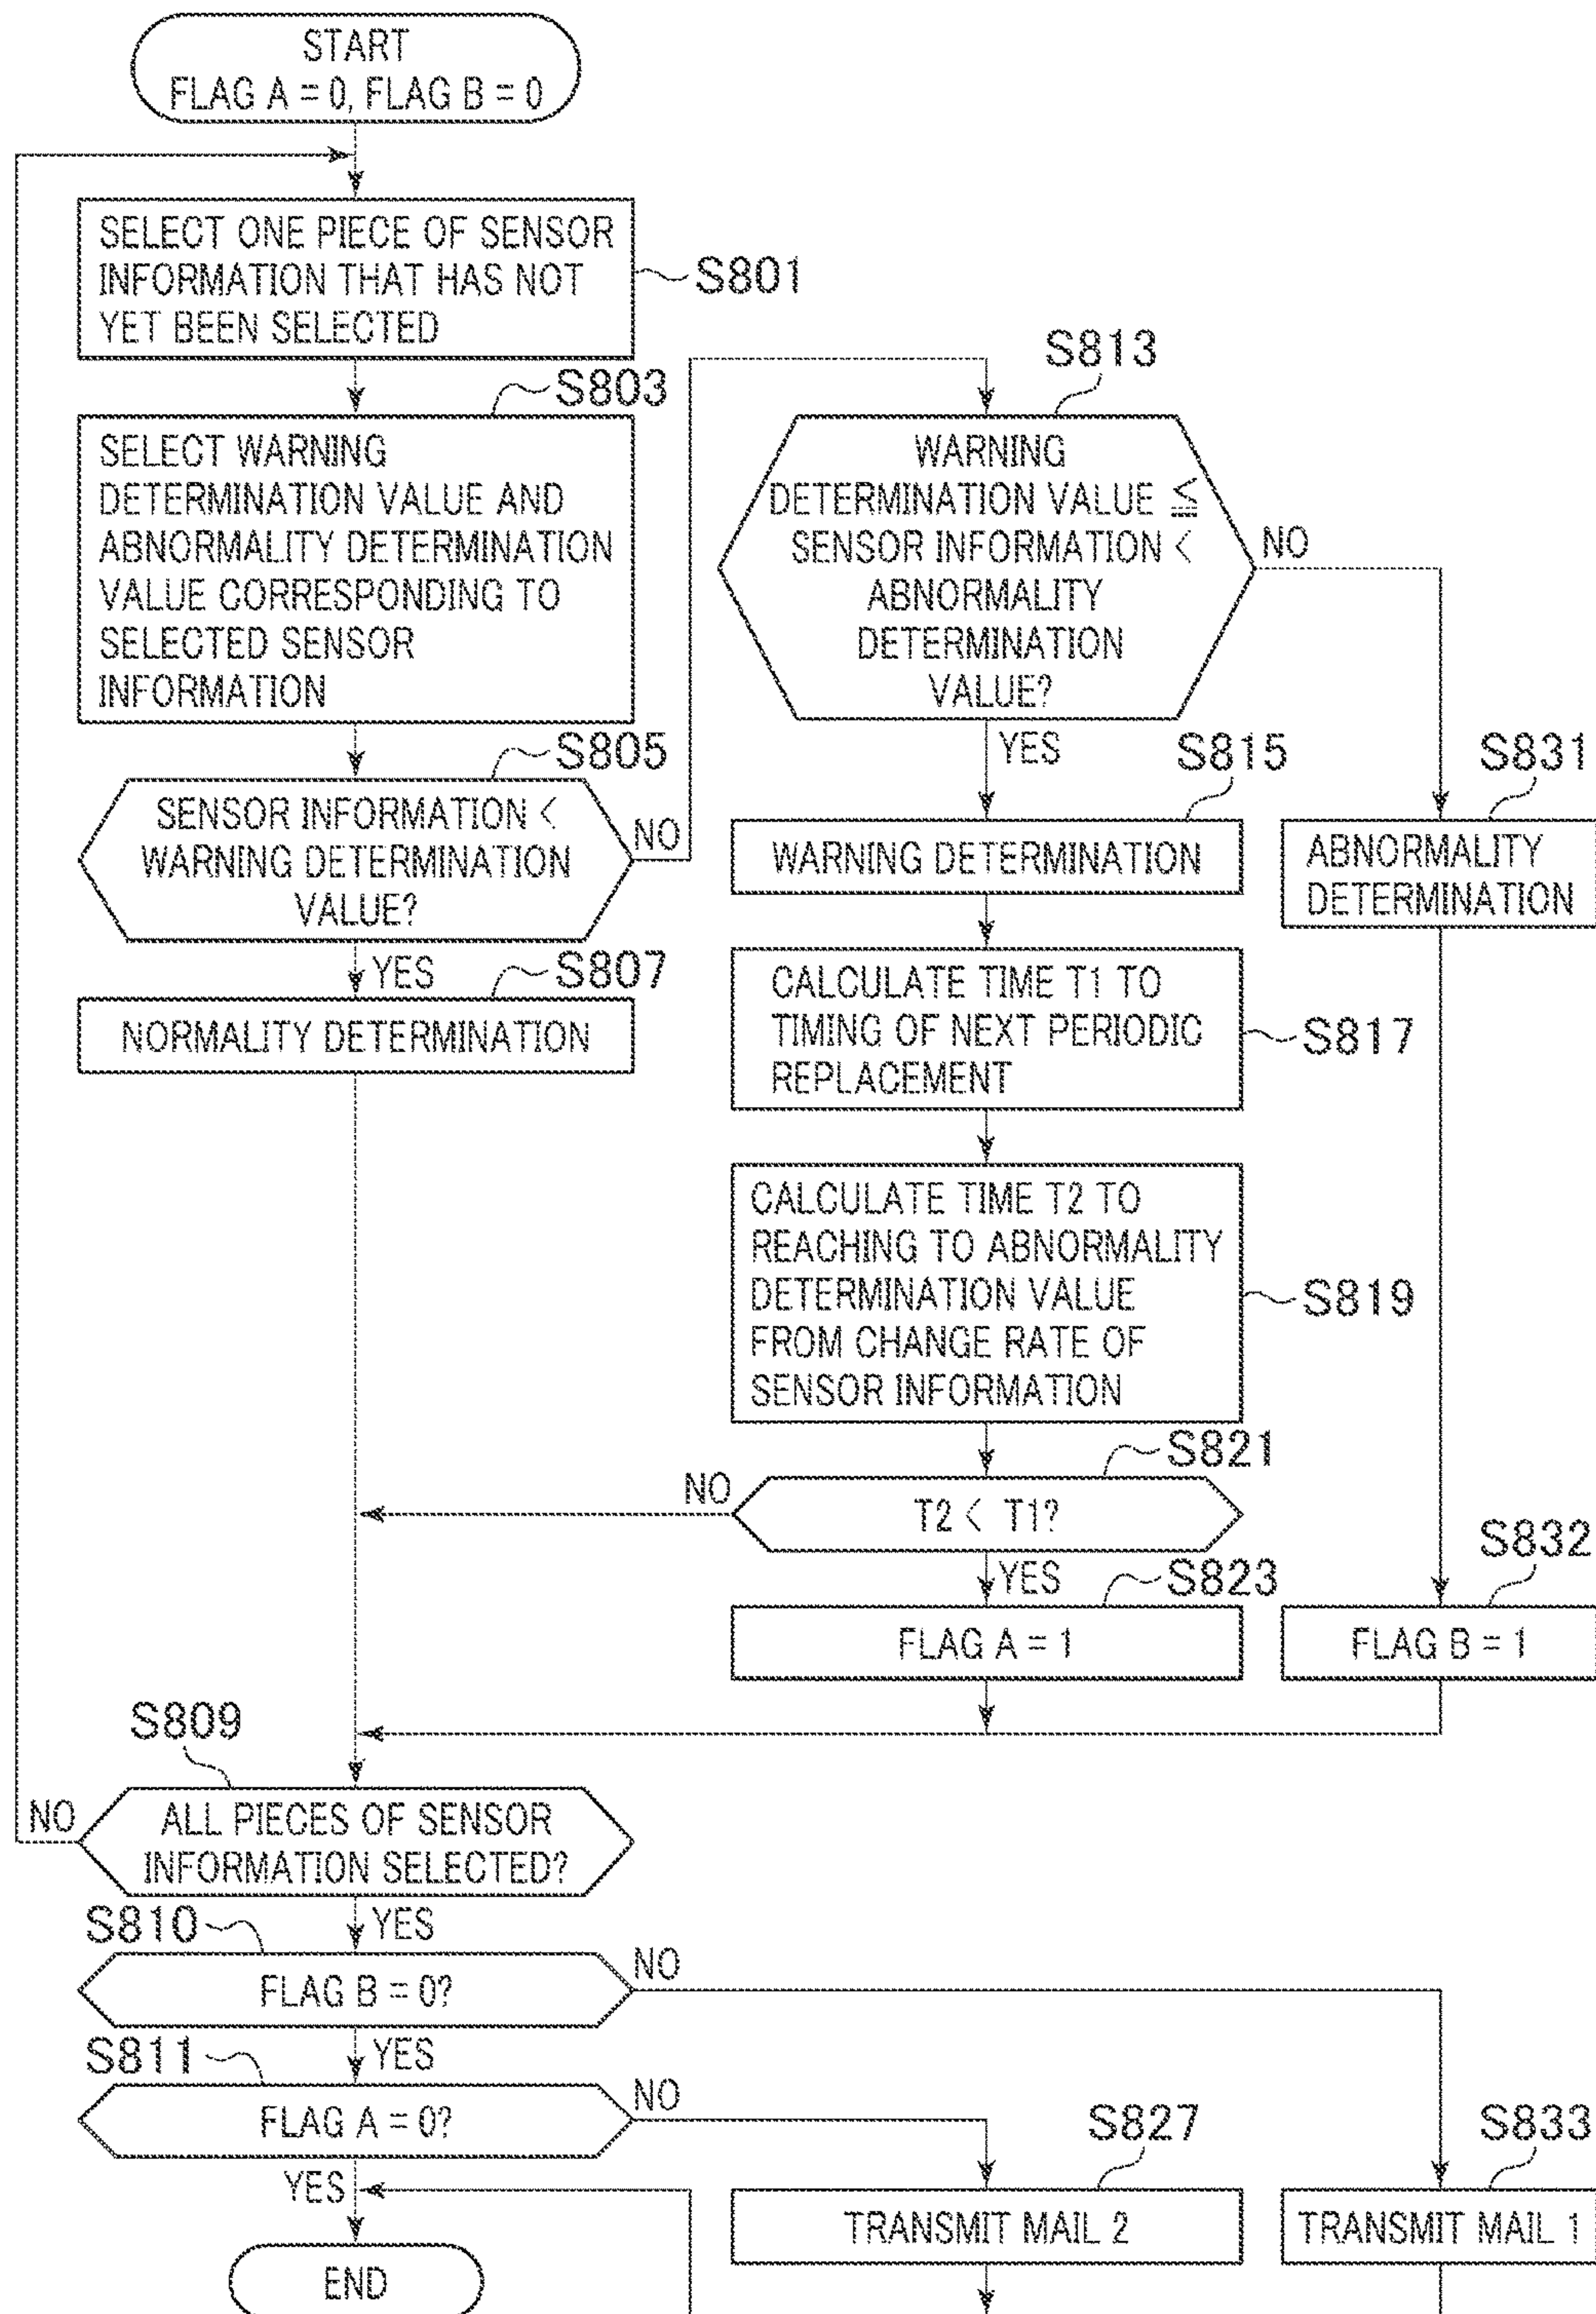 START
FLAG A = 0, FLAG B = 0
SELECT ONE PIECE OF SENSOR
INFORMATION THAT HAS NOT
YET BEEN SELECTED
S801
S803
SELECT WARNING
DETERMINATION VALUE AND
ABNORMALITY DETERMINATION
VALUE CORRESPONDING TO
SELECTED SENSOR
INFORMATION
S805
SENSOR INFORMATION <
WARNING DETERMINATION
VALUE?
NO
YES
S807
NORMALITY DETERMINATION
S813
WARNING
DETERMINATION VALUE ≦
SENSOR INFORMATION <
ABNORMALITY
DETERMINATION
VALUE?
NO
YES
S815
WARNING DETERMINATION
S831
ABNORMALITY
DETERMINATION
CALCULATE TIME T1 TO
TIMING OF NEXT PERIODIC
REPLACEMENT
S817
CALCULATE TIME T2 TO
REACHING TO ABNORMALITY
DETERMINATION VALUE
FROM CHANGE RATE OF
SENSOR INFORMATION
S819
S821
NO
T2 < T1?
YES
S823
FLAG A = 1
S832
FLAG B = 1
S809
NO
ALL PIECES OF SENSOR
INFORMATION SELECTED?
YES
S810
FLAG B = 0?
NO
YES
S811
FLAG A = 0?
NO
YES
S827
TRANSMIT MAIL 2
S833
TRANSMIT MAIL 1
END